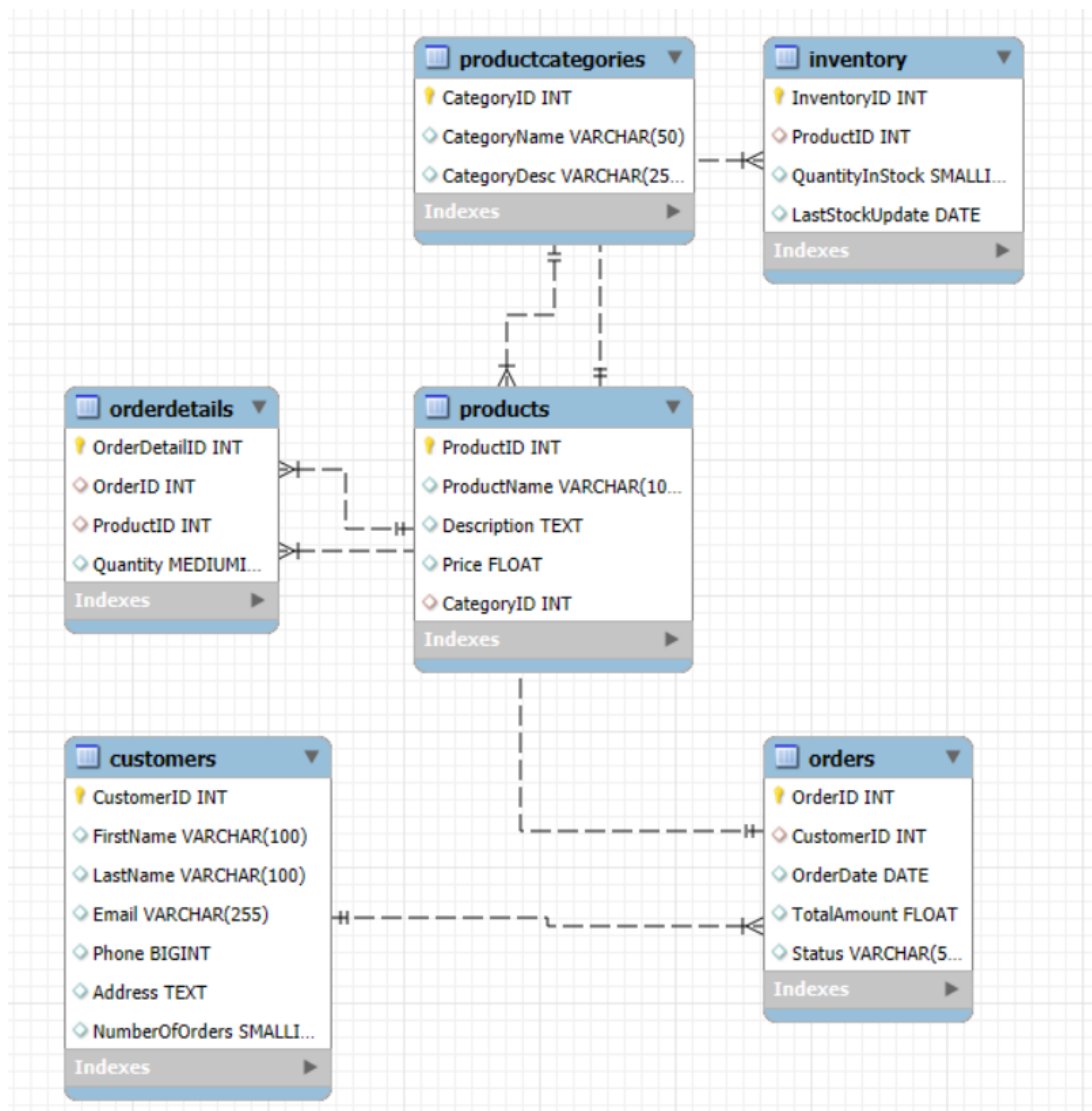 productcategories
CategoryID INT
CategoryName VARCHAR(50)
CategoryDesc VARCHAR(25...
Indexes
inventory
InventoryID INT
ProductID INT
QuantityInStock SMALLI...
LastStockUpdate DATE
Indexes
orderdetails
OrderDetailID INT
OrderID INT
ProductID INT
Quantity MEDIUMI...
Indexes
products
ProductID INT
ProductName VARCHAR(10...
Description TEXT
Price FLOAT
CategoryID INT
Indexes
customers
CustomerID INT
FirstName VARCHAR(100)
LastName VARCHAR(100)
Email VARCHAR(255)
Phone BIGINT
Address TEXT
NumberOfOrders SMALLI...
Indexes
orders
OrderID INT
CustomerID INT
OrderDate DATE
TotalAmount FLOAT
Status VARCHAR(5...
Indexes